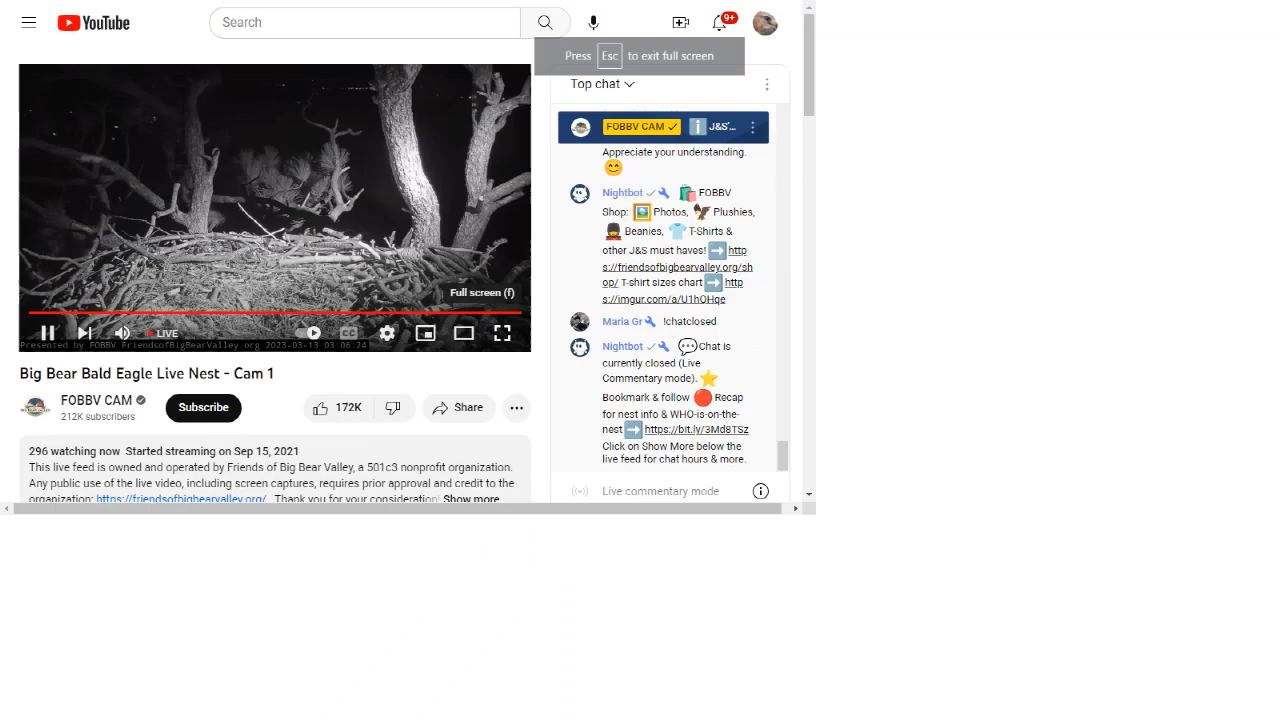 YouTube
Search
9+
Press Esc to exit full screen
Top chat
FOBBV CAM J&S'...
Appreciate your understanding.
Nightbot FOBBV
Shop: Photos, Plushies,
Beanies, T-Shirts &
other J&S must haves! http
s://friendsofbigbearvalley.org/sh
op/ T-shirt sizes chart http
s://imgur.com/a/U1hQHqe
Maria Gr !chatclosed
Nightbot Chat is
currently closed (Live
Commentary mode).
Bookmark & follow Recap
for nest info & WHO-is-on-the-
nest https://bit.ly/3Md8TSz
Click on Show More below the
live feed for chat hours & more.
Live commentary mode
Full screen (f)
LIVE
CC
Presented by FOBBV FriendsofBigBearValley.org 2023-03-13 03:06:24
Big Bear Bald Eagle Live Nest - Cam 1
FOBBV CAM
212K subscribers
Subscribe
172K
Share
296 watching now Started streaming on Sep 15, 2021
This live feed is owned and operated by Friends of Big Bear Valley, a 501c3 nonprofit organization.
Any public use of the live video, including screen captures, requires prior approval and credit to the
organization: https://friendsofbigbearvalley.org/ . Thank you for your consideration! Show more